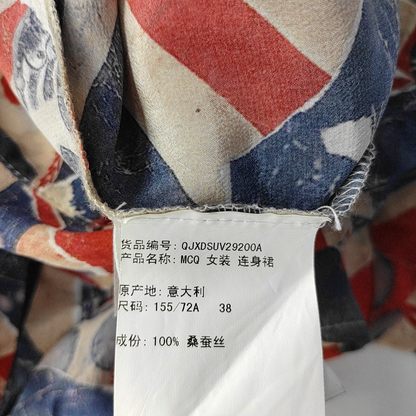 货品编号: QJXDSUV29200A
产品名称: MCQ 女装 连身裙
原产地: 意大利
尺码: 155/72A 38
成份: 100% 桑蚕丝